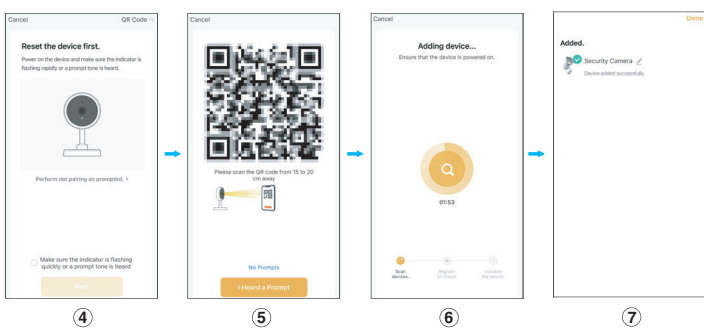 Cancel
QR Code
Reset the device first.
Power on the device and make sure the indicator is
flashing rapidly or a prompt tone is heard.
Perform net pairing as prompted. >
Make sure the indicator is flashing
quickly or a prompt tone is heard
Next
④
Cancel
Please scan the QR code from 15 to 20
cm away
No Prompts
I Heard a Prompt
⑤
Cancel
Adding device...
Ensure that the device is powered on.
01:53
Scan
devices.
Register
on Cloud.
Initialize
the device.
⑥
Done
Added.
Security Camera
Device added successfully
⑦